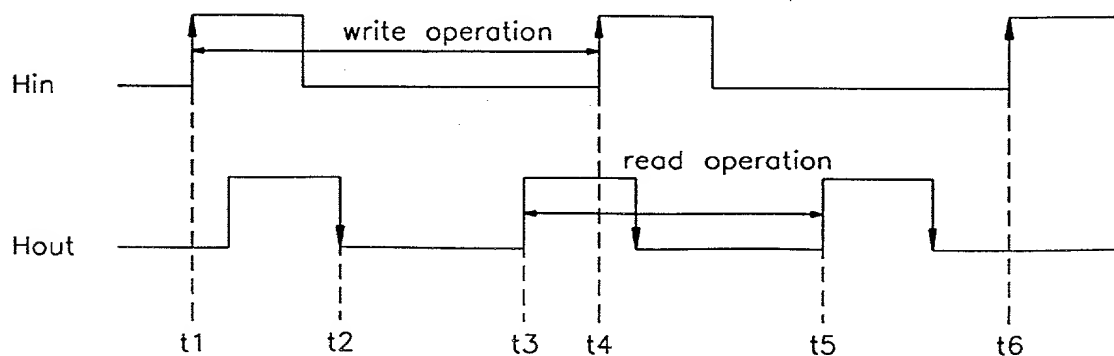 write operation
Hin
read operation
Hout
t1 t2 t3 t4 t5 t6